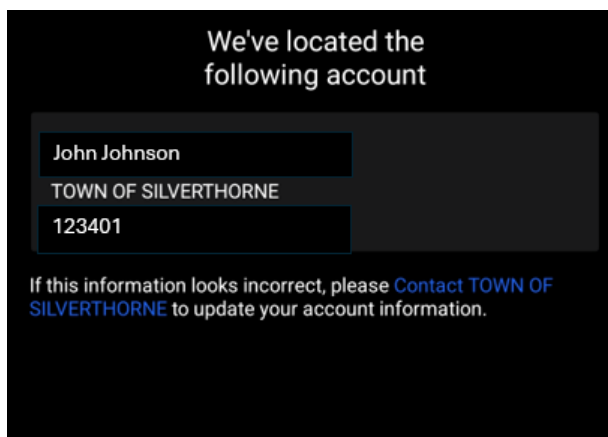 We've located the
following account
John Johnson
TOWN OF SILVERTHORNE
123401
If this information looks incorrect, please Contact TOWN OF
SILVERTHORNE to update your account information.